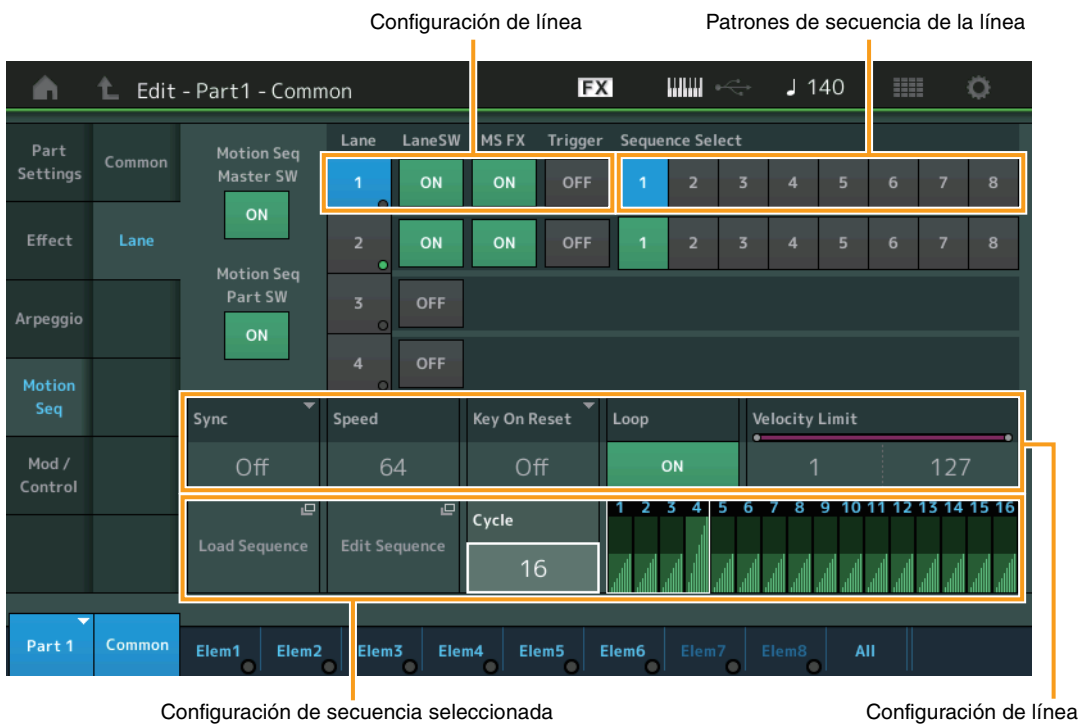 Configuración de línea
Patrones de secuencia de la línea
Edit - Part1 - Common
FX
140
Part Settings
Common
Motion Seq Master SW
ON
Lane
LaneSW
MS FX
Trigger
Sequence Select
1
ON
ON
OFF
1 2 3 4 5 6 7 8
Effect
Lane
2
ON
ON
OFF
1 2 3 4 5 6 7 8
Motion Seq Part SW
ON
Arpeggio
3
OFF
4
OFF
Motion Seq
Sync
Off
Speed
64
Key On Reset
Off
Loop
ON
Velocity Limit
1
127
Mod / Control
Load Sequence
Edit Sequence
Cycle
16
1 2 3 4 5 6 7 8 9 10 11 12 13 14 15 16
Part 1
Common
Elem1
Elem2
Elem3
Elem4
Elem5
Elem6
Elem7
Elem8
All
Configuración de secuencia seleccionada
Configuración de línea